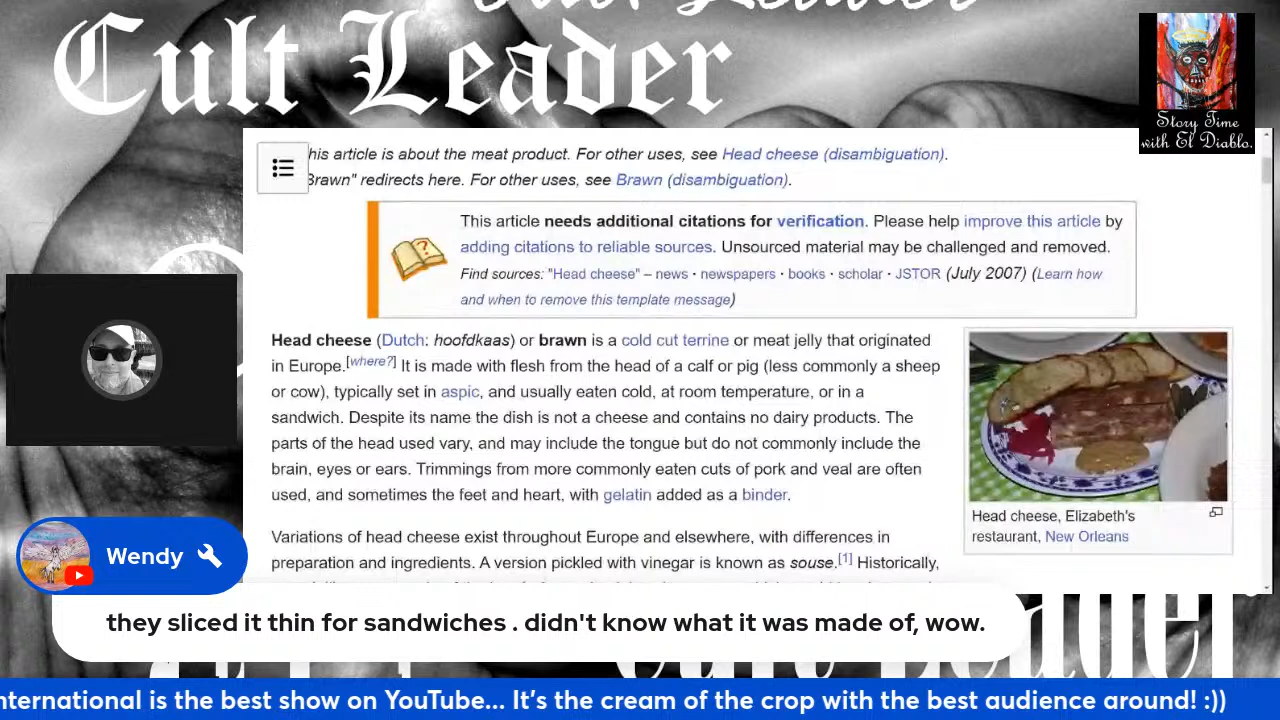 Cult Leader
Cult Leader
Story Time
with El Diablo.
his article is about the meat product. For other uses, see Head cheese (disambiguation).
Brawn" redirects here. For other uses, see Brawn (disambiguation).
This article needs additional citations for verification. Please help improve this article by
adding citations to reliable sources. Unsourced material may be challenged and removed.
Find sources: "Head cheese" – news · newspapers · books · scholar · JSTOR (July 2007) (Learn how
and when to remove this template message)
Head cheese (Dutch: hoofdkaas) or brawn is a cold cut terrine or meat jelly that originated
in Europe.[where?] It is made with flesh from the head of a calf or pig (less commonly a sheep
or cow), typically set in aspic, and usually eaten cold, at room temperature, or in a
sandwich. Despite its name the dish is not a cheese and contains no dairy products. The
parts of the head used vary, and may include the tongue but do not commonly include the
brain, eyes or ears. Trimmings from more commonly eaten cuts of pork and veal are often
used, and sometimes the feet and heart, with gelatin added as a binder.
Head cheese, Elizabeth's
restaurant, New Orleans
Variations of head cheese exist throughout Europe and elsewhere, with differences in
preparation and ingredients. A version pickled with vinegar is known as souse.[1] Historically,
Wendy
they sliced it thin for sandwiches . didn't know what it was made of, wow.
Cult Leader
nternational is the best show on YouTube... It's the cream of the crop with the best audience around! :))